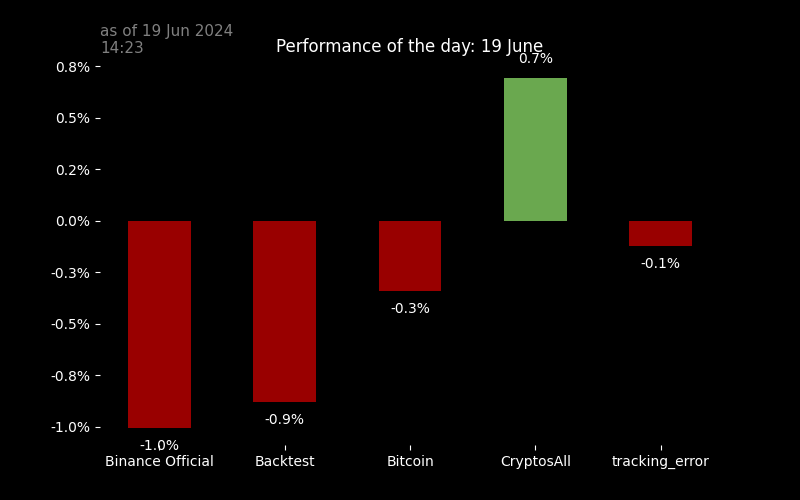 as of 19 Jun 2024
14:23
Performance of the day: 19 June
0.7%
0.8%
0.5%
0.2%
0.0%
-0.3%
-0.5%
-0.8%
-1.0%
-0.1%
-0.3%
-0.9%
-1.0%
Binance Official
Backtest
Bitcoin
CryptosAll
tracking_error